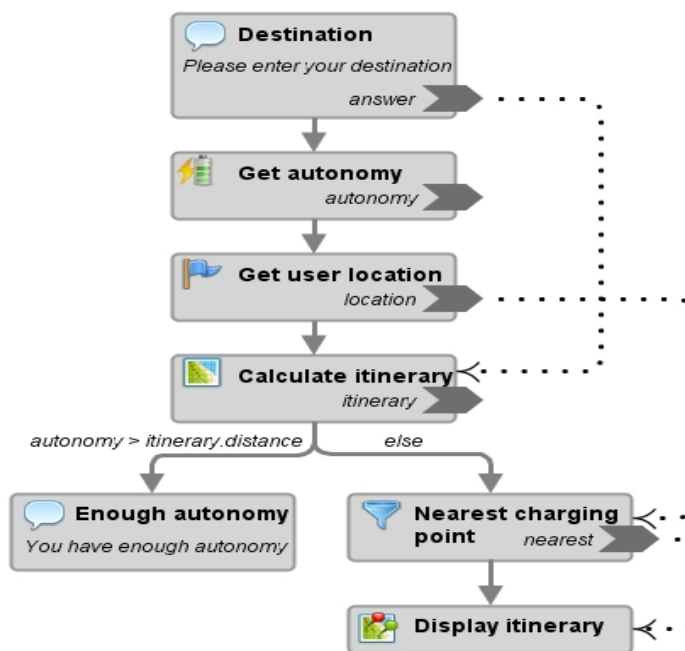 Destination
Please enter your destination
answer
Get autonomy
autonomy
Get user location
location
Calculate itinerary
itinerary
autonomy > itinerary.distance
else
Enough autonomy
You have enough autonomy
Nearest charging
point
nearest
Display itinerary